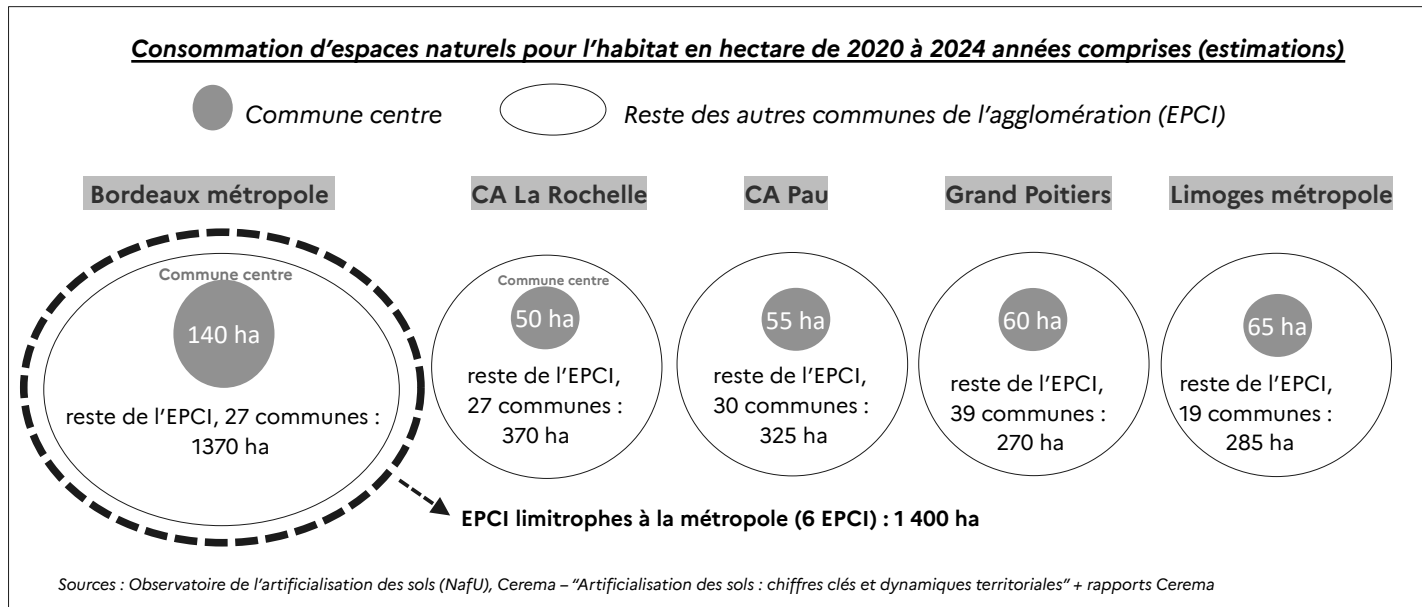 Consommation d’espaces naturels pour l’habitat en hectare de 2020 à 2024 années comprises (estimations)
Commune centre
Reste des autres communes de l’agglomération (EPCI)
Bordeaux métropole
CA La Rochelle
CA Pau
Grand Poitiers
Limoges métropole
Commune centre
140 ha
reste de l’EPCI, 27 communes :
1370 ha
Commune centre
50 ha
reste de l’EPCI,
27 communes :
370 ha
55 ha
reste de l’EPCI,
30 communes :
325 ha
60 ha
reste de l’EPCI,
39 communes :
270 ha
65 ha
reste de l’EPCI,
19 communes :
285 ha
EPCI limitrophes à la métropole (6 EPCI) : 1 400 ha
Sources : Observatoire de l’artificialisation des sols (NafU), Cerema – “Artificialisation des sols : chiffres clés et dynamiques territoriales” + rapports Cerema